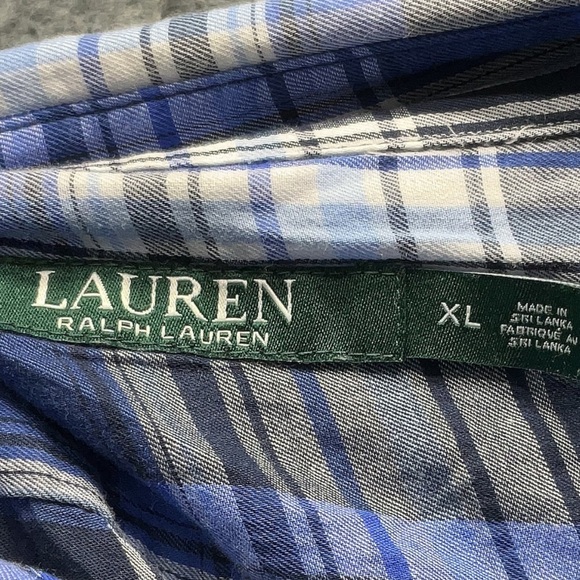 LAUREN
RALPH LAUREN
XL
MADE IN
SRI LANKA
FABRIQUÉ AU
SRI LANKA